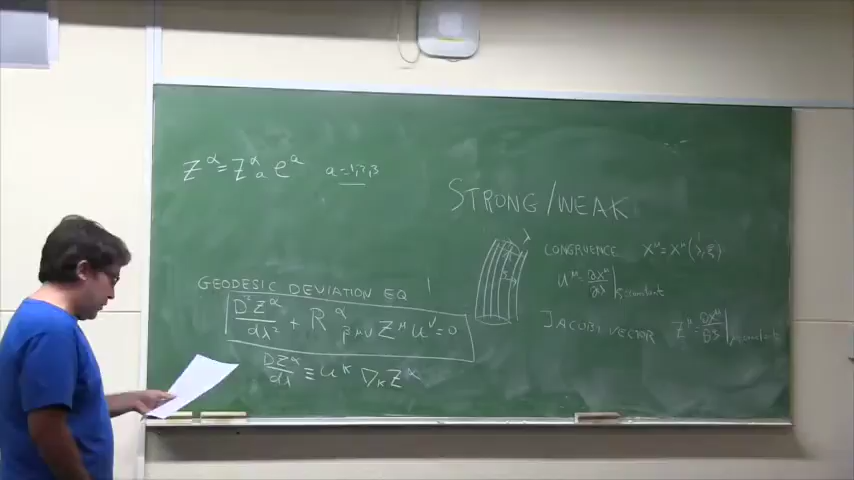 Z^α = Z^α_a e^a   a=1,2,3
STRONG/WEAK
λ
CONGRUENCE X^μ = X^μ(λ,ξ)
U^μ = ∂X^μ/∂λ | ξ constant
JACOBI VECTOR Z^μ = ∂X^μ/∂ξ | λ constant
GEODESIC DEVIATION EQ
D²Z^α/dλ² + R^α_βμν Z^μ U^ν = 0
DZ^α/dλ ≡ U^κ ∇_κ Z^α